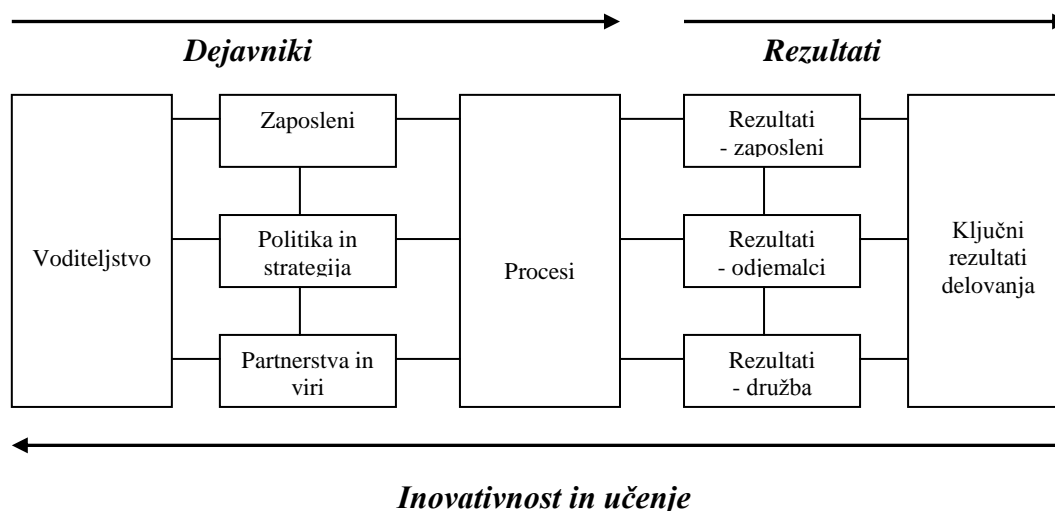 Dejavniki
Rezultati
Voditeljstvo
Zaposleni
Politika in
strategija
Partnerstva in
viri
Procesi
Rezultati
- zaposleni
Rezultati
- odjemalci
Rezultati
- družba
Ključni
rezultati
delovanja
Inovativnost in učenje